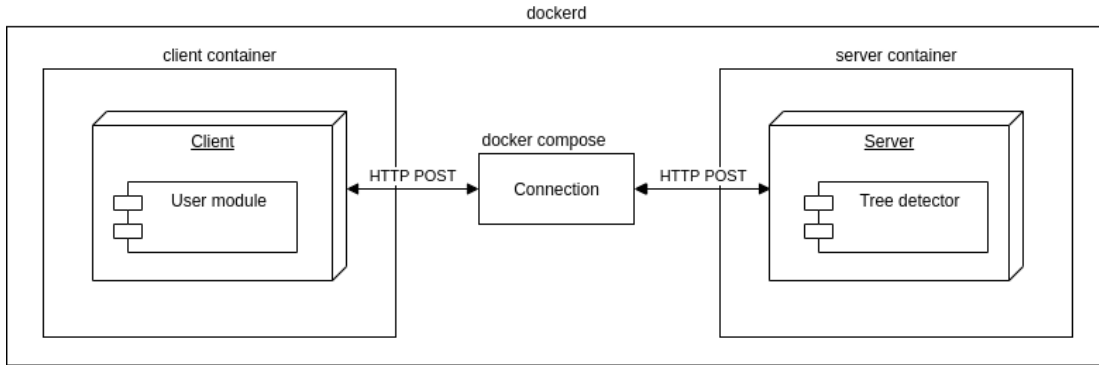 dockerd
client container
server container
Client
docker compose
Server
HTTP POST
HTTP POST
User module
Connection
Tree detector